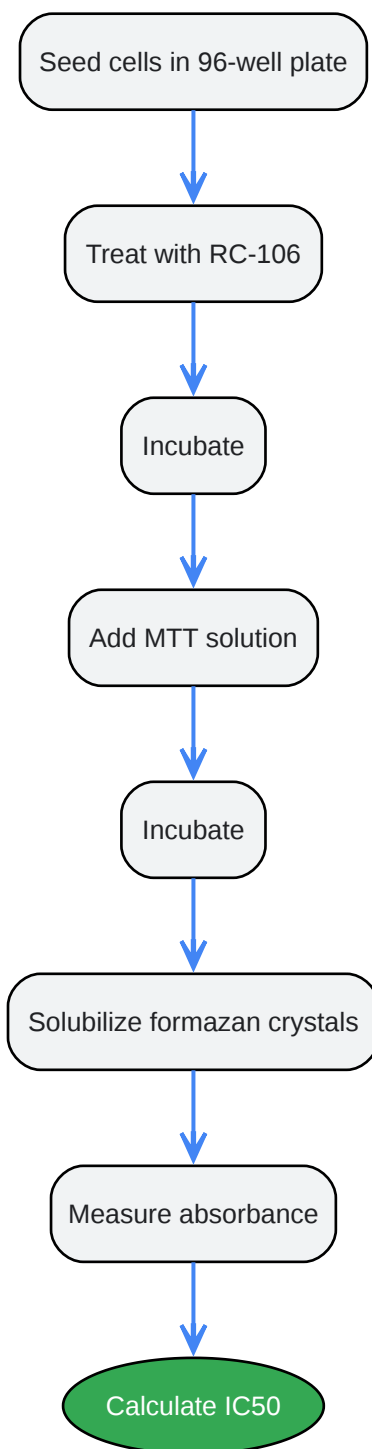 Seed cells in 96-well plate
Treat with RC-106
Incubate
Add MTT solution
Incubate
Solubilize formazan crystals
Measure absorbance
Calculate IC50